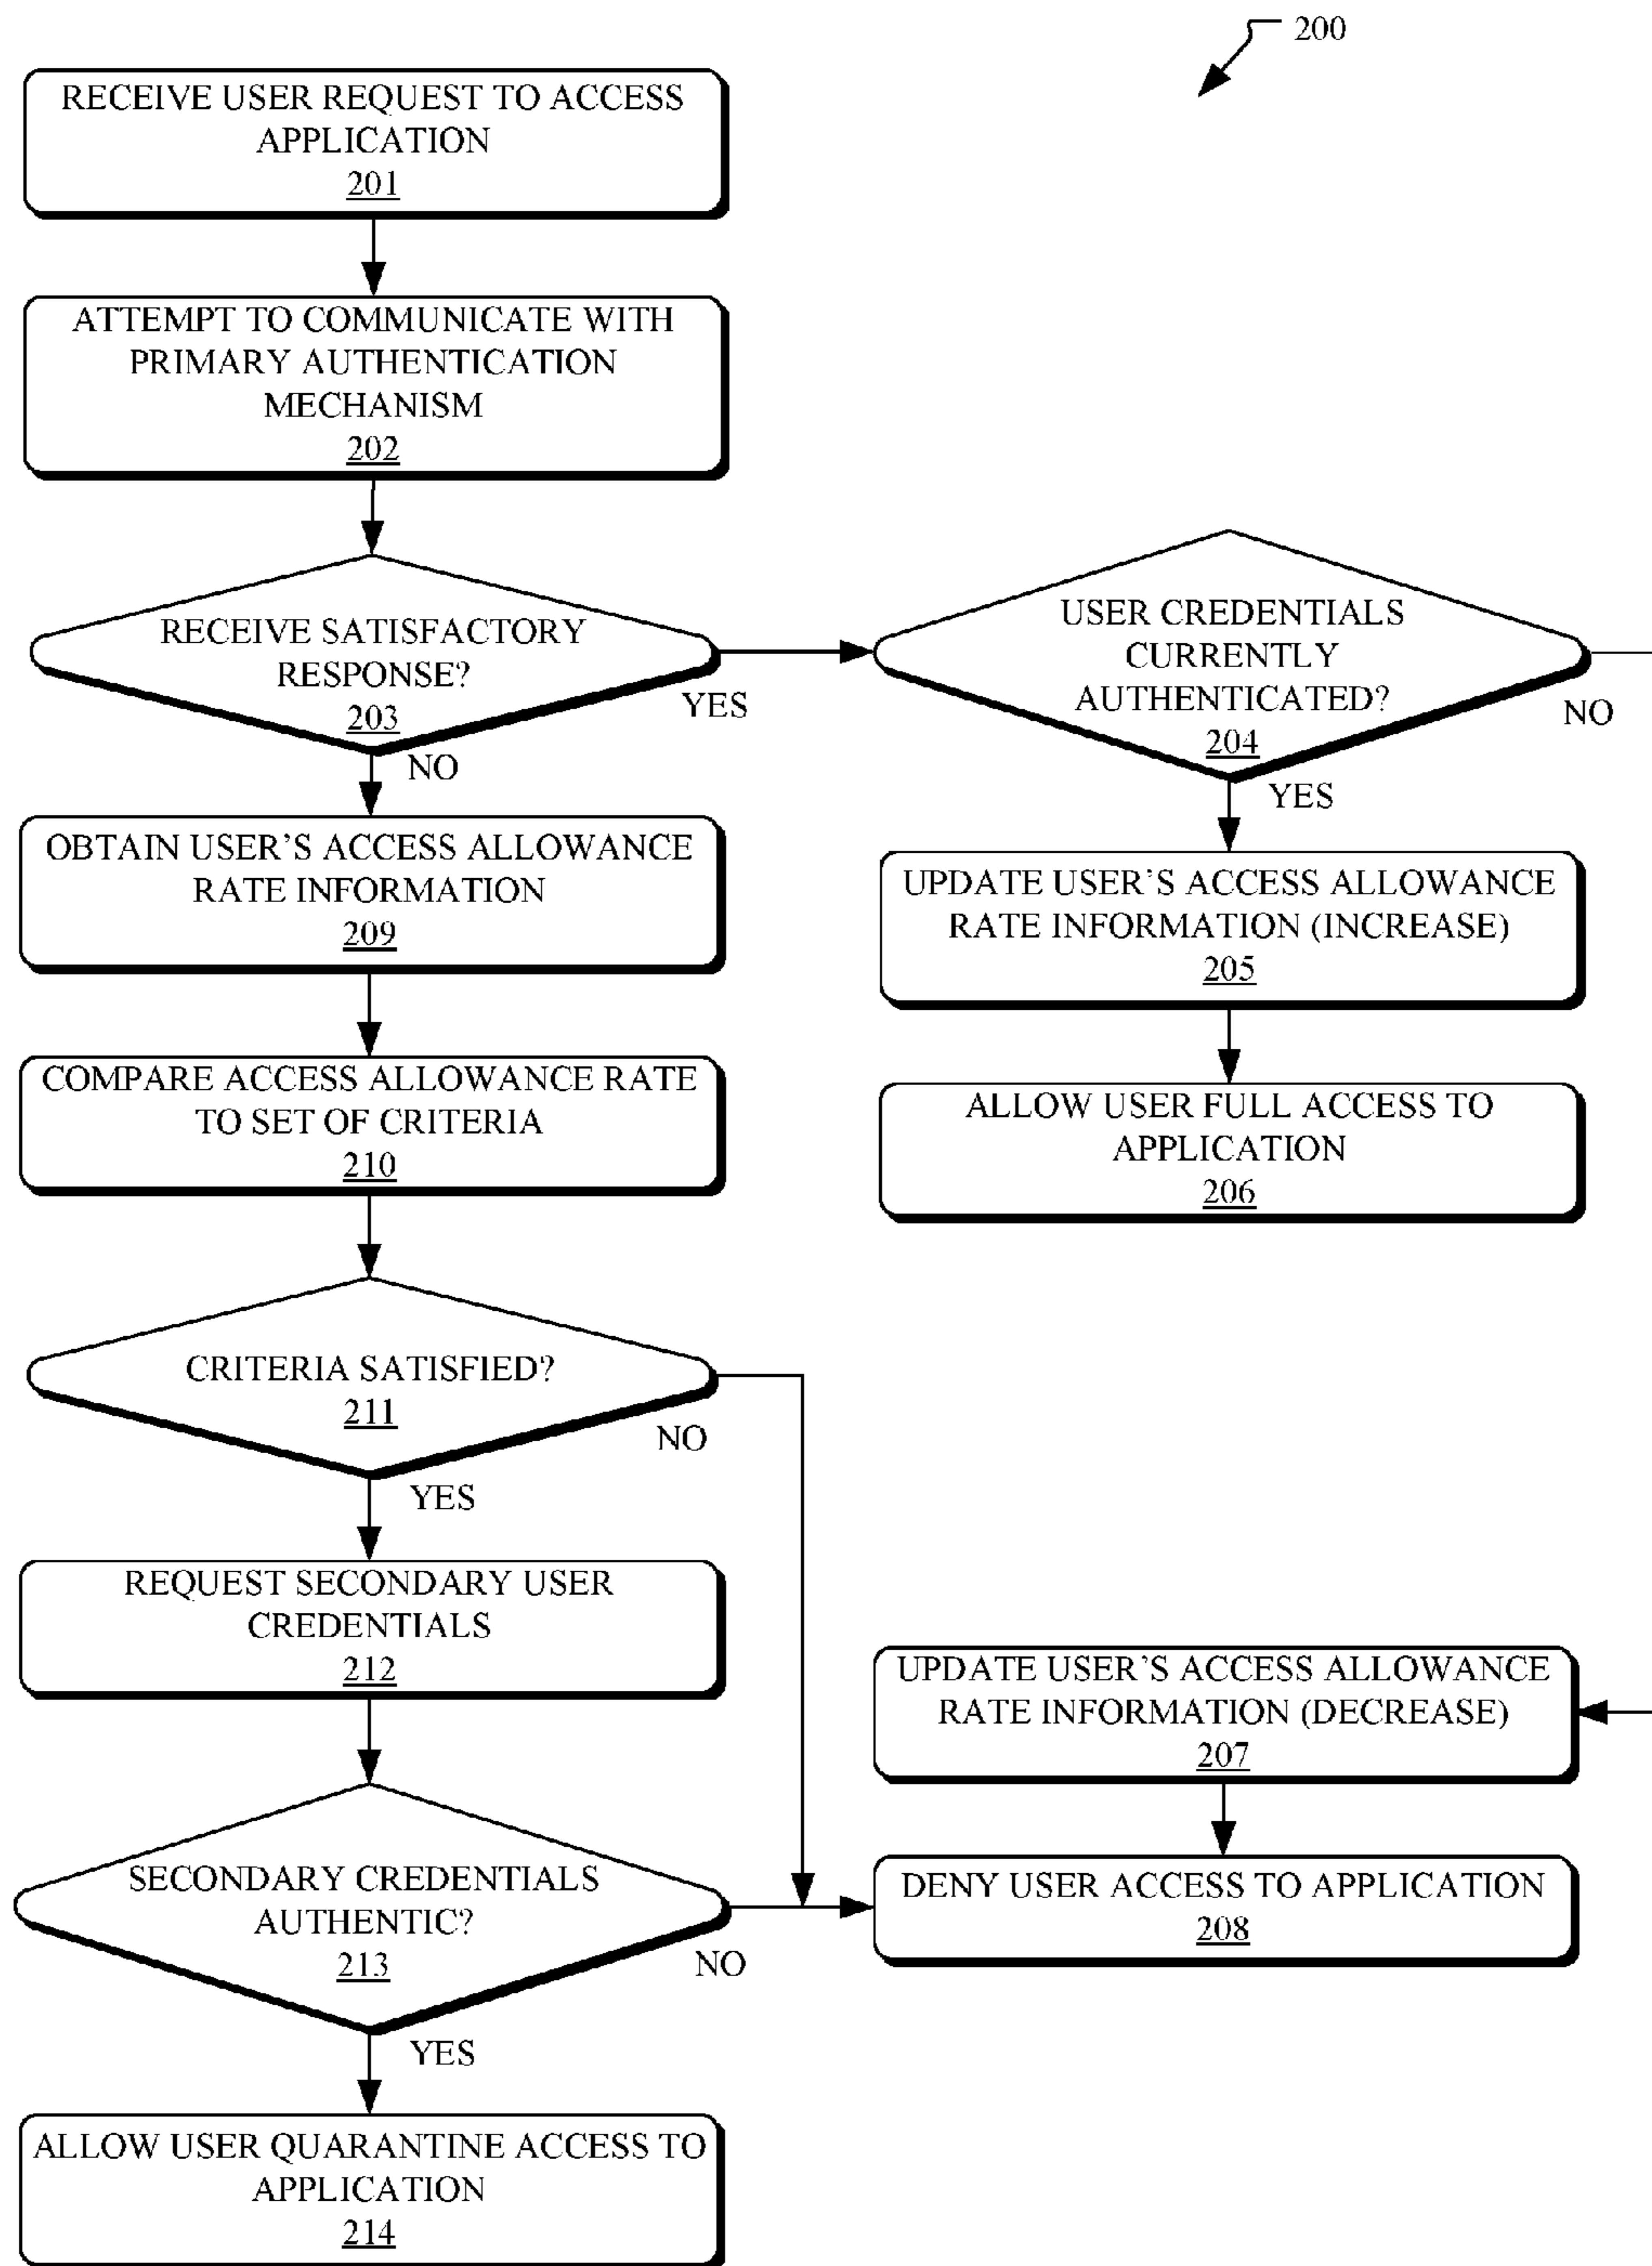 200
RECEIVE USER REQUEST TO ACCESS
APPLICATION
201
ATTEMPT TO COMMUNICATE WITH
PRIMARY AUTHENTICATION
MECHANISM
202
RECEIVE SATISFACTORY
RESPONSE?
203
YES
NO
USER CREDENTIALS
CURRENTLY
AUTHENTICATED?
204
NO
YES
UPDATE USER'S ACCESS ALLOWANCE
RATE INFORMATION (INCREASE)
205
ALLOW USER FULL ACCESS TO
APPLICATION
206
OBTAIN USER'S ACCESS ALLOWANCE
RATE INFORMATION
209
COMPARE ACCESS ALLOWANCE RATE
TO SET OF CRITERIA
210
CRITERIA SATISFIED?
211
NO
YES
REQUEST SECONDARY USER
CREDENTIALS
212
UPDATE USER'S ACCESS ALLOWANCE
RATE INFORMATION (DECREASE)
207
SECONDARY CREDENTIALS
AUTHENTIC?
213
NO
YES
DENY USER ACCESS TO APPLICATION
208
ALLOW USER QUARANTINE ACCESS TO
APPLICATION
214